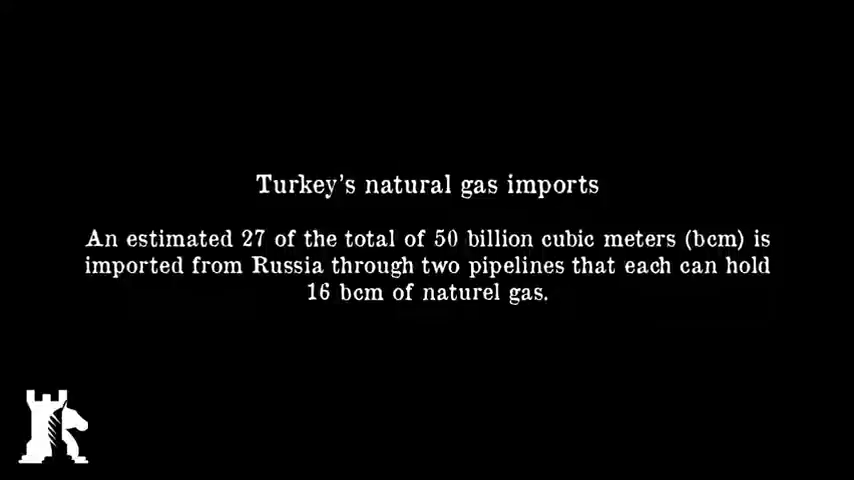 Turkey's natural gas imports
An estimated 27 of the total of 50 billion cubic meters (bcm) is
imported from Russia through two pipelines that each can hold
16 bcm of naturel gas.